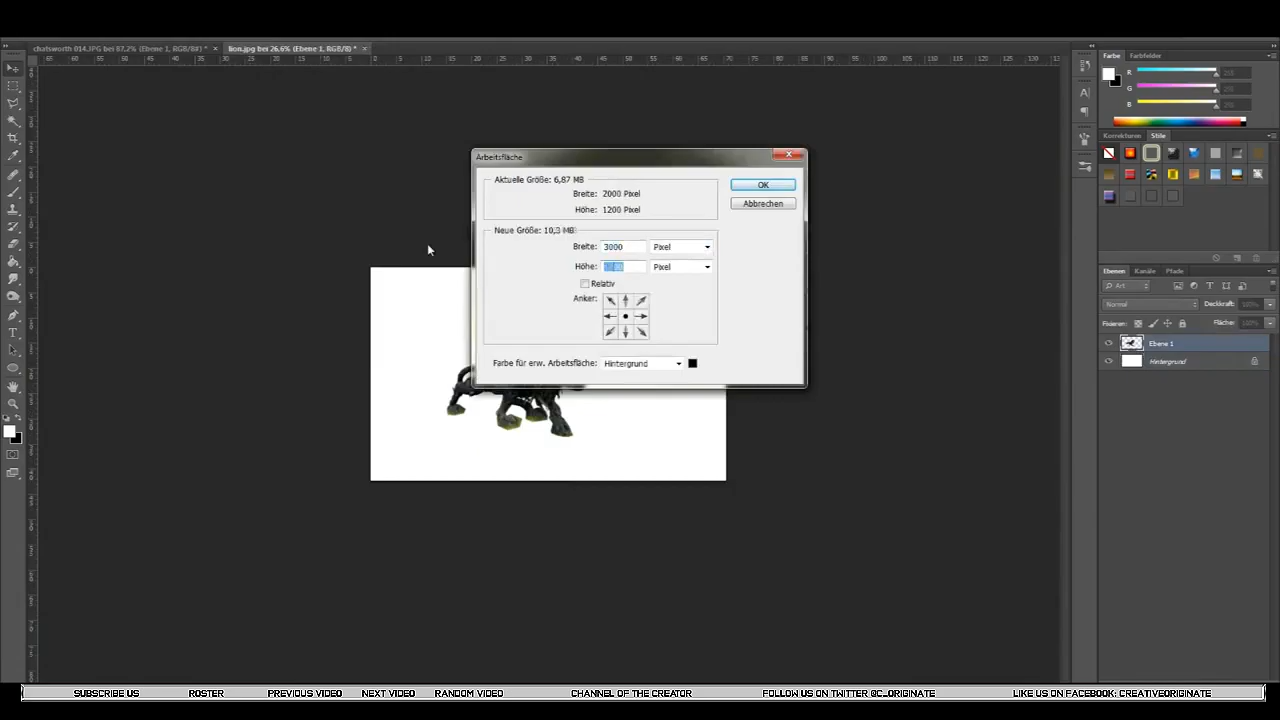 chatsworth 014.JPG bei 87,2% (Ebene 1, RGB/8#) * ×
lion.jpg bei 26,6% (Ebene 1, RGB/8) * ×
Farbe Farbfelder
R
G
B
Korrekturen Stile
Arbeitsfläche
Aktuelle Größe: 6,87 MB
Breite: 2000 Pixel
Höhe: 1200 Pixel
OK
Abbrechen
Neue Größe: 10,3 MB
Breite: 3000 Pixel
Höhe: Pixel
Relativ
Anker:
Farbe für erw. Arbeitsfläche: Hintergrund
Ebenen Kanäle Pfade
Art
Normal Deckkraft: 100%
Fixieren: Fläche: 100%
Ebene 1
Hintergrund
SUBSCRIBE US ROSTER PREVIOUS VIDEO NEXT VIDEO RANDOM VIDEO CHANNEL OF THE CREATOR FOLLOW US ON TWITTER @C_ORIGINATE LIKE US ON FACEBOOK: CREATIVEORIGINATE